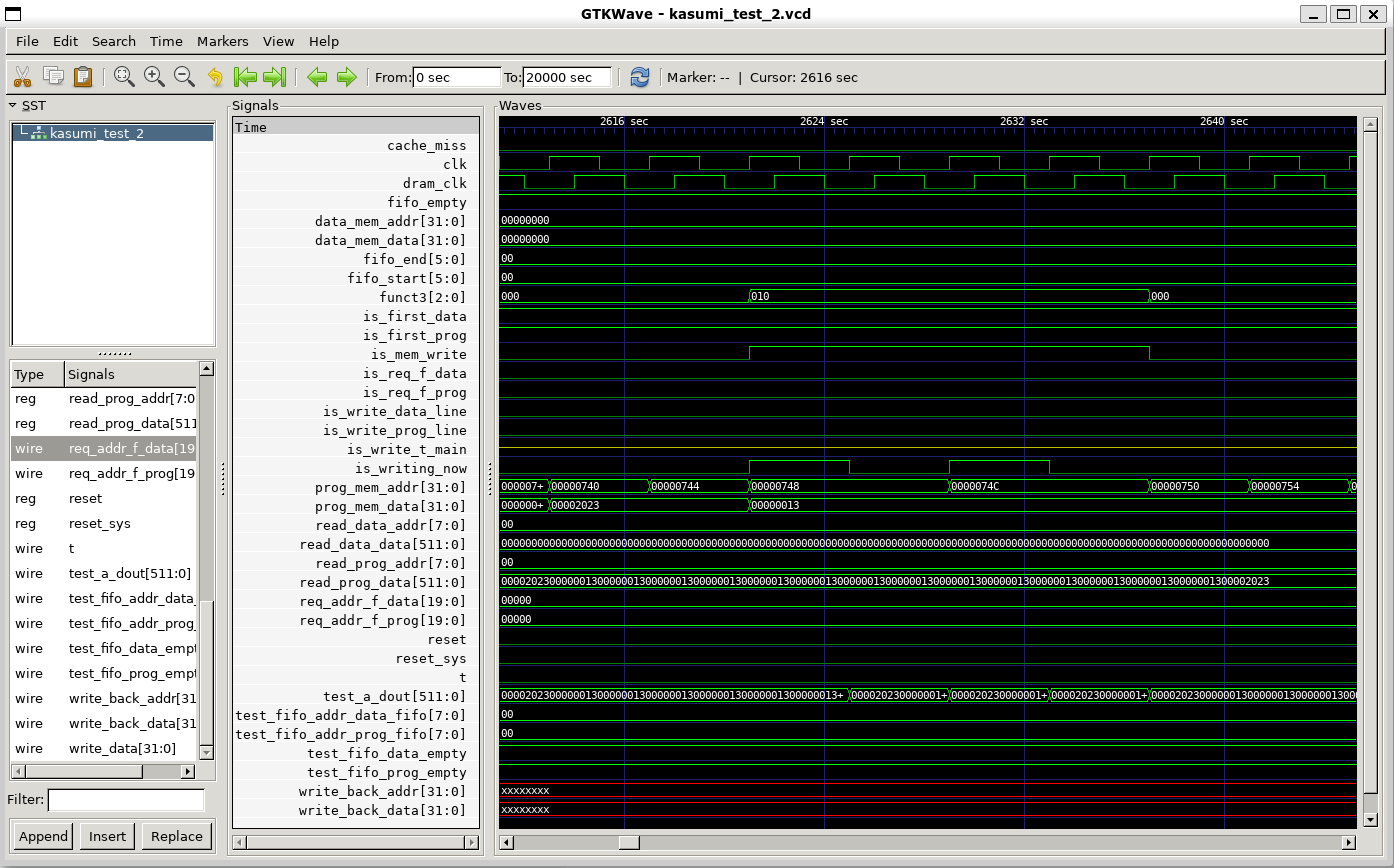 GTKWave - kasumi_test_2.vcd
File Edit Search Time Markers View Help
From: 0 sec To: 20000 sec Marker: -- | Cursor: 2616 sec
SST
kasumi_test_2
Type Signals
reg read_prog_addr[7:0
reg read_prog_data[511
wire req_addr_f_data[19
wire req_addr_f_prog[19
reg reset
reg reset_sys
wire t
wire test_a_dout[511:0]
wire test_fifo_addr_data_
wire test_fifo_addr_prog_
wire test_fifo_data_empt
wire test_fifo_prog_empt
wire write_back_addr[31
wire write_back_data[31
wire write_data[31:0]
Filter:
Append Insert Replace
Signals
Time
cache_miss
clk
dram_clk
fifo_empty
data_mem_addr[31:0]
data_mem_data[31:0]
fifo_end[5:0]
fifo_start[5:0]
funct3[2:0]
is_first_data
is_first_prog
is_mem_write
is_req_f_data
is_req_f_prog
is_write_data_line
is_write_prog_line
is_write_t_main
is_writing_now
prog_mem_addr[31:0]
prog_mem_data[31:0]
read_data_addr[7:0]
read_data_data[511:0]
read_prog_addr[7:0]
read_prog_data[511:0]
req_addr_f_data[19:0]
req_addr_f_prog[19:0]
reset
reset_sys
t
test_a_dout[511:0]
test_fifo_addr_data_fifo[7:0]
test_fifo_addr_prog_fifo[7:0]
test_fifo_data_empty
test_fifo_prog_empty
write_back_addr[31:0]
write_back_data[31:0]
Waves
2616 sec 2624 sec 2632 sec 2640 sec
00000000
00000000
00
00
000 010 000
000007+ 00000740 00000744 00000748 0000074C 00000750 00000754 0
000000+ 00002023 00000013
00
00000000000000000000000000000000000000000000000000000000000000000000000000000000000000000000000000000000000000000000000000000000
00
00002023000000130000001300000013000000130000001300000013000000130000001300000013000000130000001300000013000000130000001300002023
00000
00000
000020230000001300000013000000130000001300000013+ 000020230000001+ 000020230000001+ 000020230000001+ 0000202300000013000000130000001300
00
00
xxxxxxxx
xxxxxxxx